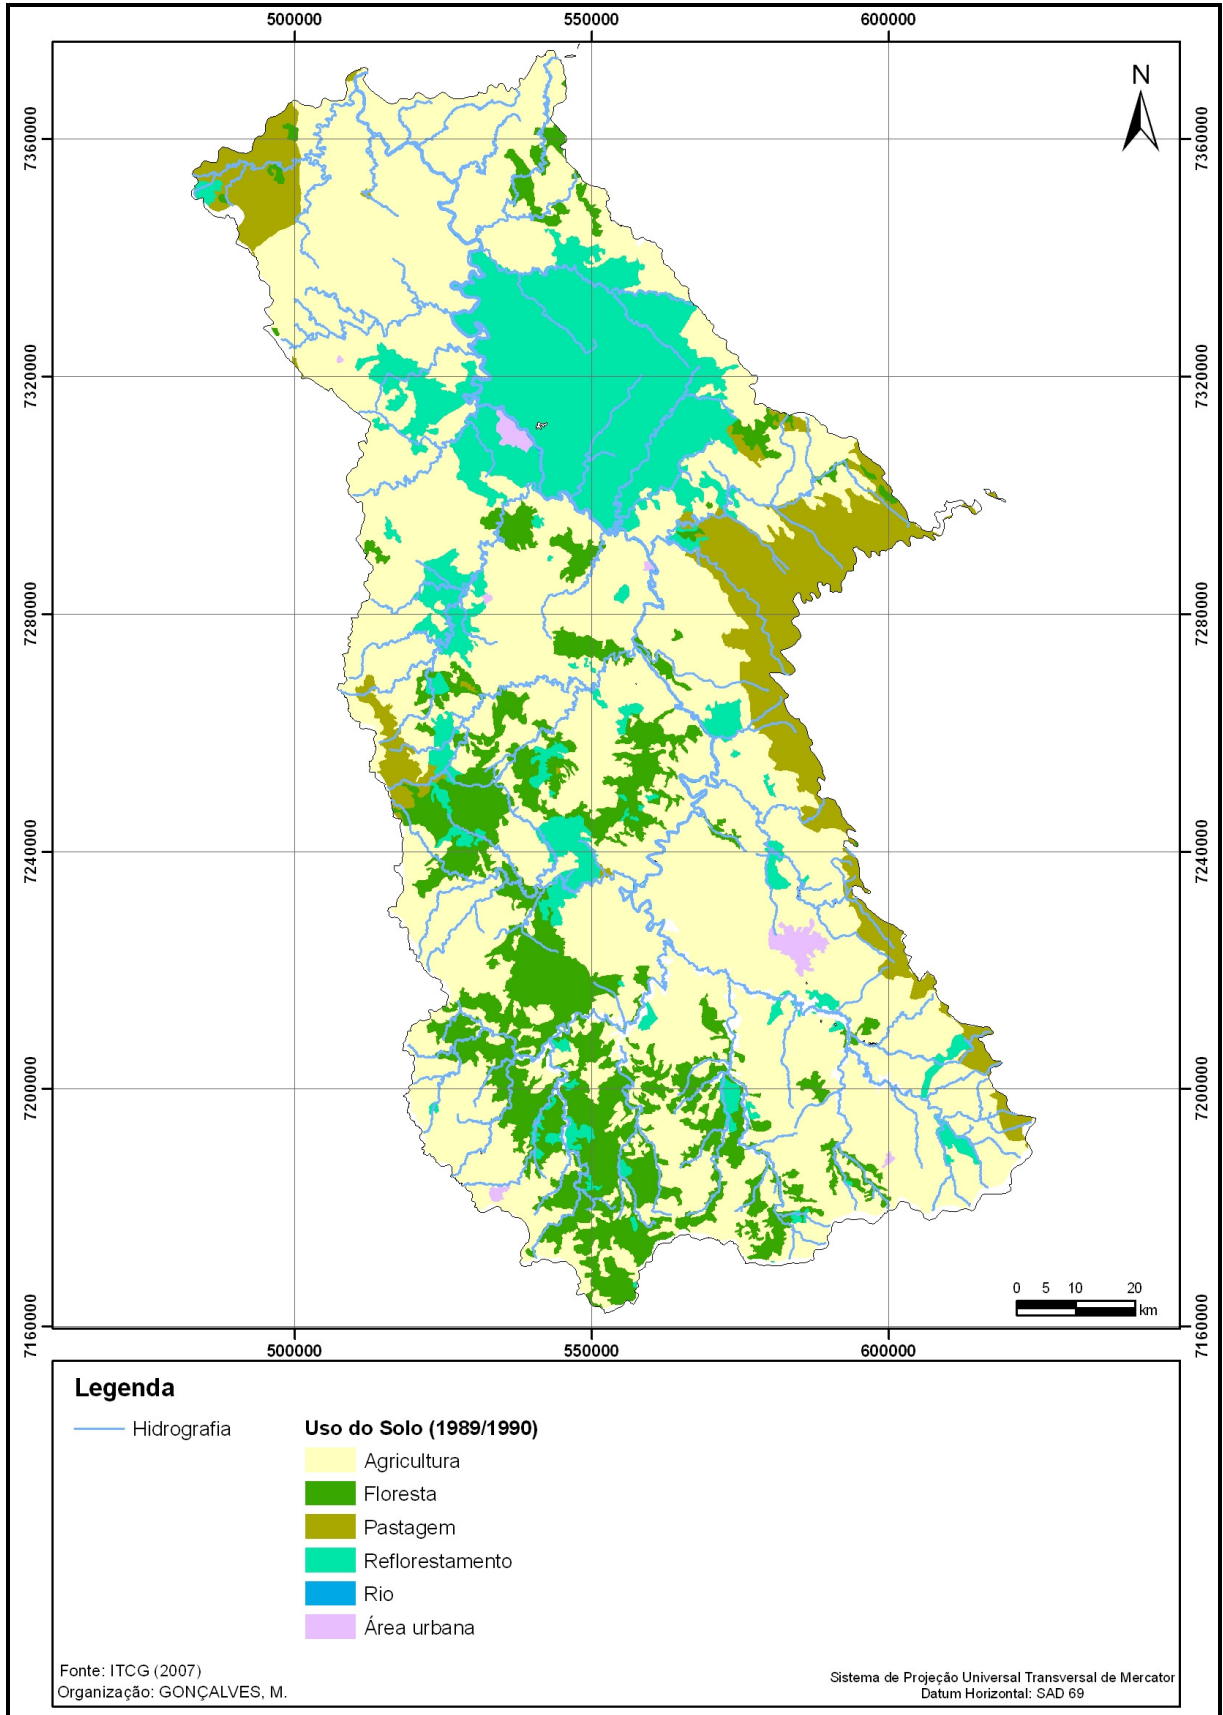 500000 550000 600000
N
7360000 7360000
7320000 7320000
7280000 7280000
7240000 7240000
7200000 7200000
7160000 7160000
0 5 10 20
km
500000 550000 600000
Legenda
Hidrografia
Uso do Solo (1989/1990)
Agricultura
Floresta
Pastagem
Reflorestamento
Rio
Área urbana
Fonte: ITCG (2007)
Organização: GONÇALVES, M.
Sistema de Projeção Universal Transversal de Mercator
Datum Horizontal: SAD 69